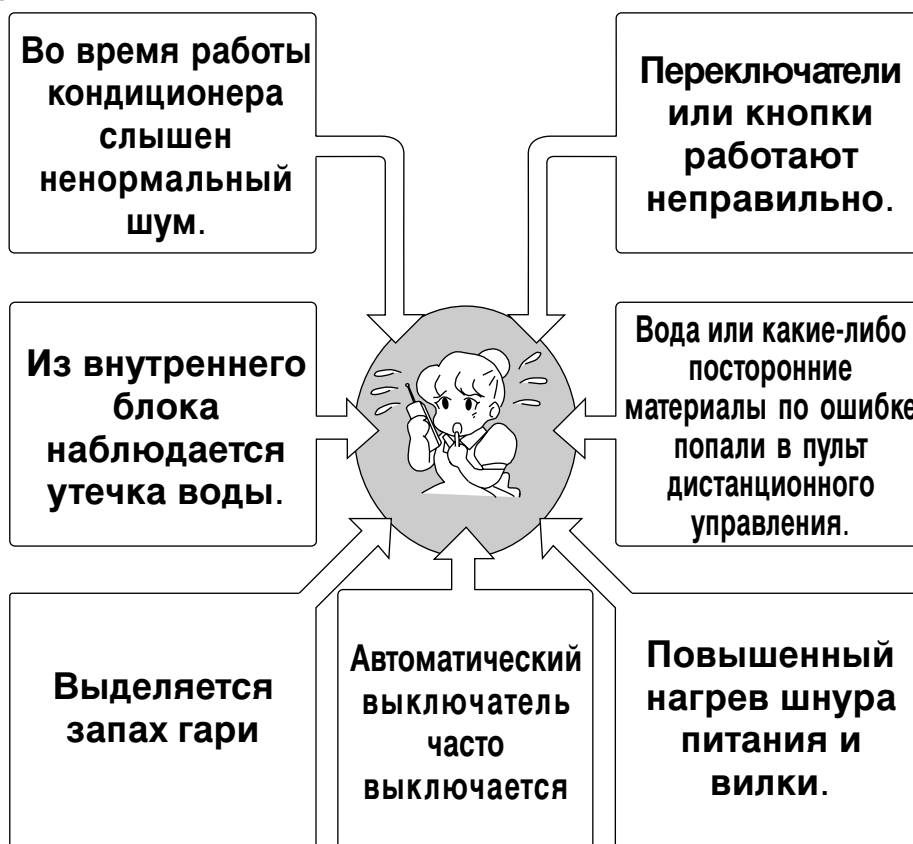 Во время работы
кондиционера
слышен
ненормальный
шум.
Переключатели
или кнопки
работают
неправильно.
Из внутреннего
блока
наблюдается
утечка воды.
Вода или какие-либо
посторонние
материалы по ошибке
попали в пульт
дистанционного
управления.
Выделяется
запах гари
Автоматический
выключатель
часто
выключается
Повышенный
нагрев шнура
питания и
вилки.